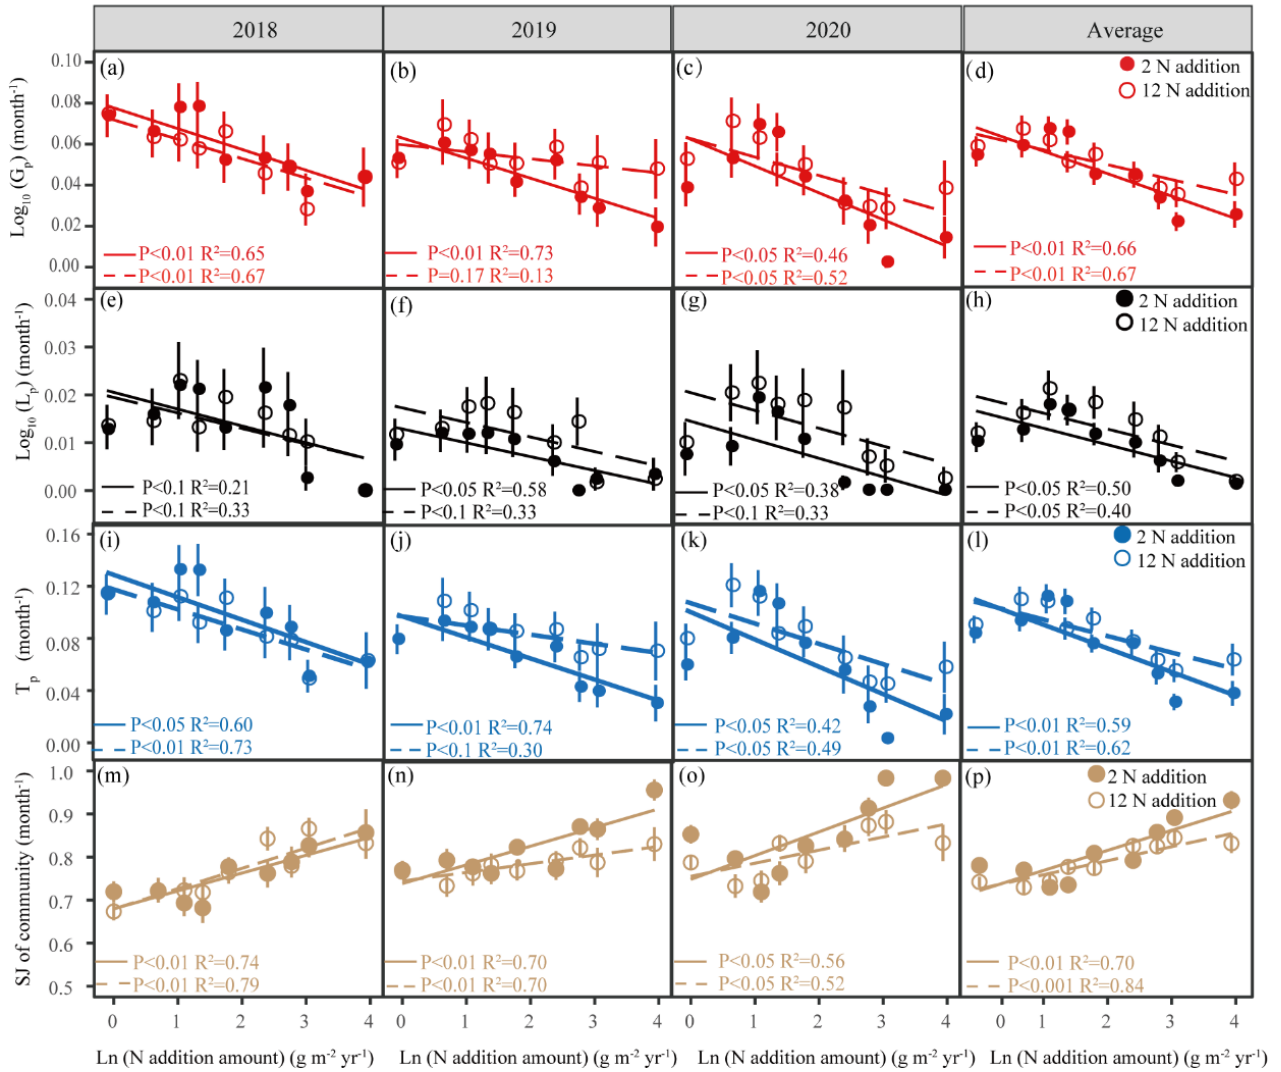 2018 2019 2020 Average
Log₁₀ (Gₚ) (month⁻¹)
0.10
0.08
0.06
0.04
0.02
0.00
(a)
P<0.01 R²=0.65
P<0.01 R²=0.67
(b)
P<0.01 R²=0.73
P=0.17 R²=0.13
(c)
P<0.05 R²=0.46
P<0.05 R²=0.52
(d)
2 N addition
12 N addition
P<0.01 R²=0.66
P<0.01 R²=0.67
Log₁₀ (Lₚ) (month⁻¹)
0.04
0.03
0.02
0.01
0.00
(e)
P<0.1 R²=0.21
P<0.1 R²=0.33
(f)
P<0.05 R²=0.58
P<0.1 R²=0.33
(g)
P<0.05 R²=0.38
P<0.1 R²=0.33
(h)
2 N addition
12 N addition
P<0.05 R²=0.50
P<0.05 R²=0.40
Tₚ (month⁻¹)
0.16
0.12
0.08
0.04
0.00
(i)
P<0.05 R²=0.60
P<0.01 R²=0.73
(j)
P<0.01 R²=0.74
P<0.1 R²=0.30
(k)
P<0.05 R²=0.42
P<0.05 R²=0.49
(l)
2 N addition
12 N addition
P<0.01 R²=0.59
P<0.01 R²=0.62
SJ of community (month⁻¹)
1.0
0.9
0.8
0.7
0.6
0.5
(m)
P<0.01 R²=0.74
P<0.01 R²=0.79
(n)
P<0.01 R²=0.70
P<0.01 R²=0.70
(o)
P<0.05 R²=0.56
P<0.05 R²=0.52
(p)
2 N addition
12 N addition
P<0.01 R²=0.70
P<0.001 R²=0.84
0 1 2 3 4 0 1 2 3 4 0 1 2 3 4 0 1 2 3 4
Ln (N addition amount) (g m⁻² yr⁻¹) Ln (N addition amount) (g m⁻² yr⁻¹) Ln (N addition amount) (g m⁻² yr⁻¹) Ln (N addition amount) (g m⁻² yr⁻¹)